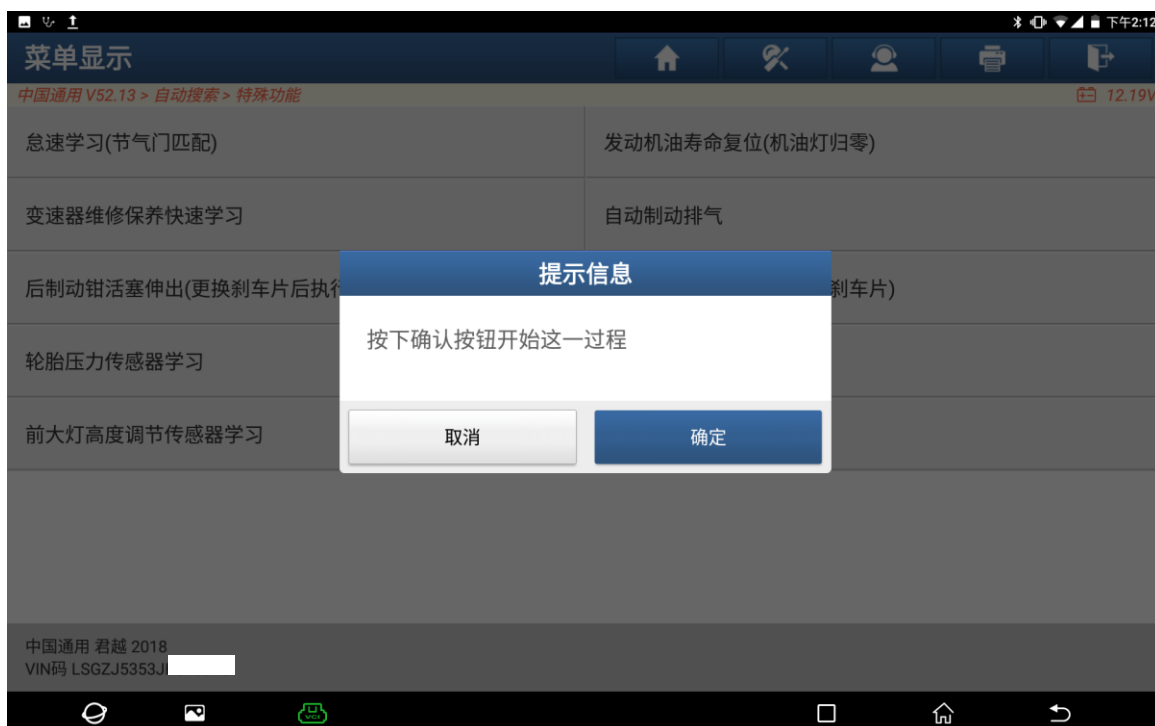 下午2:12
菜单显示
中国通用 V52.13 > 自动搜索 > 特殊功能
12.19V
怠速学习(节气门匹配)
发动机油寿命复位(机油灯归零)
变速器维修保养快速学习
自动制动排气
后制动钳活塞伸出(更换刹车片后执行
刹车片)
提示信息
按下确认按钮开始这一过程
轮胎压力传感器学习
前大灯高度调节传感器学习
取消
确定
中国通用 君越 2018
VIN码 LSGZJ5353J
VCI